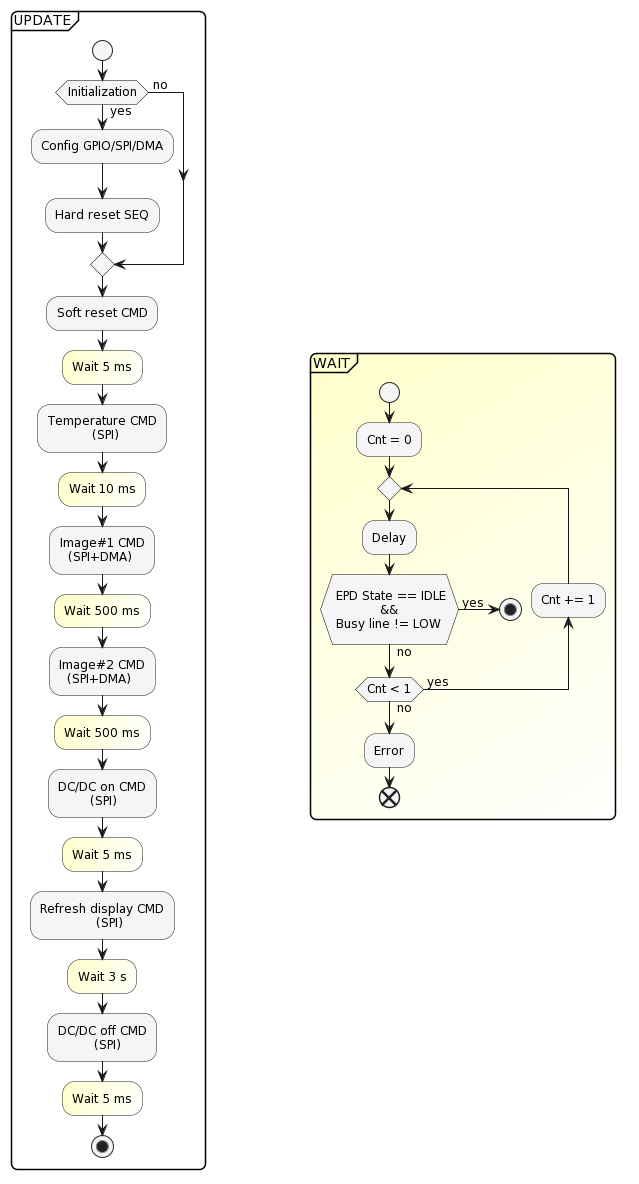 UPDATE
Initialization
no
yes
Config GPIO/SPI/DMA
Hard reset SEQ
Soft reset CMD
Wait 5 ms
Temperature CMD
(SPI)
Wait 10 ms
Image#1 CMD
(SPI+DMA)
Wait 500 ms
Image#2 CMD
(SPI+DMA)
Wait 500 ms
DC/DC on CMD
(SPI)
Wait 5 ms
Refresh display CMD
(SPI)
Wait 3 s
DC/DC off CMD
(SPI)
Wait 5 ms
WAIT
Cnt = 0
Delay
EPD State == IDLE
&&
Busy line != LOW
yes
no
Cnt += 1
Cnt < 1
yes
no
Error